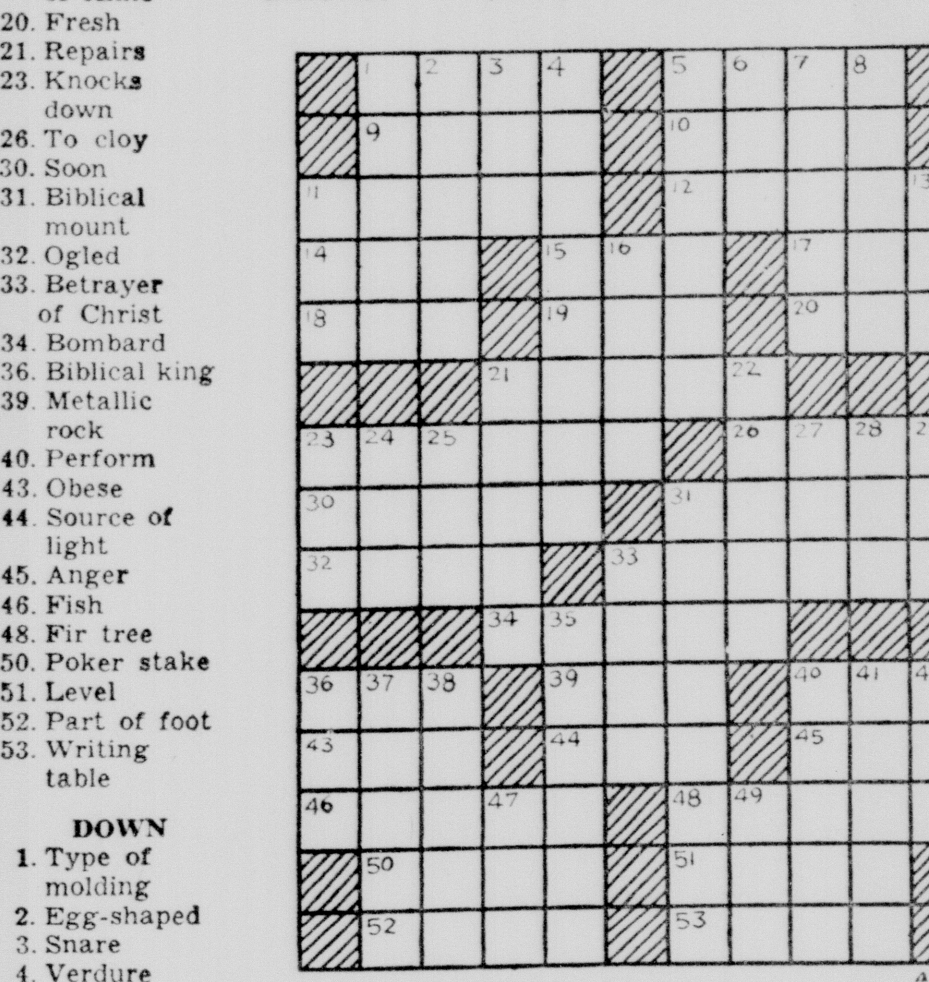 20. Fresh
21. Repairs
23. Knocks
down
26. To cloy
30. Soon
31. Biblical
mount
32. Ogled
33. Betrayer
of Christ
34. Bombard
36. Biblical king
39. Metallic
rock
40. Perform
43. Obese
44. Source of
light
45. Anger
46. Fish
48. Fir tree
50. Poker stake
51. Level
52. Part of foot
53. Writing
table
DOWN
1. Type of
molding
2. Egg-shaped
3. Snare
4. Verdure
1 2 3 4 5 6 7 8
9 10
11 12 13
14 15 16 17
18 19 20
21 22
23 24 25 26 27 28
30 31
32 33
34 35
36 37 38 39 40 41
43 44 45
46 47 48 49
50 51
52 53